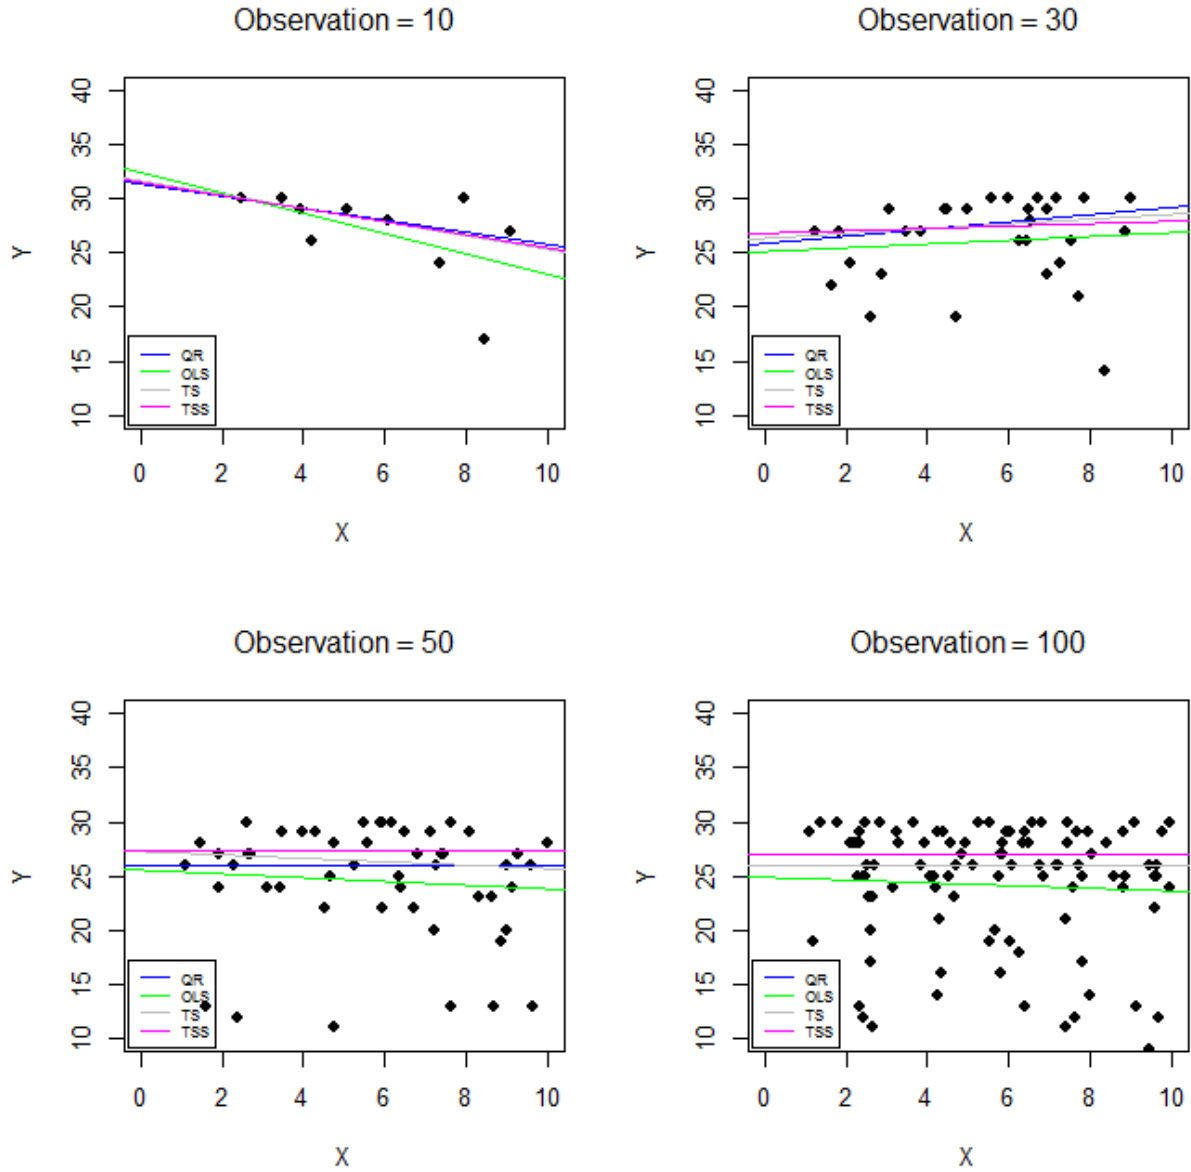 Observation = 10
40
35
30
25
20
15
10
Y
QR
OLS
TS
TSS
0 2 4 6 8 10
X
Observation = 30
40
35
30
25
20
15
10
Y
QR
OLS
TS
TSS
0 2 4 6 8 10
X
Observation = 50
40
35
30
25
20
15
10
Y
QR
OLS
TS
TSS
0 2 4 6 8 10
X
Observation = 100
40
35
30
25
20
15
10
Y
QR
OLS
TS
TSS
0 2 4 6 8 10
X